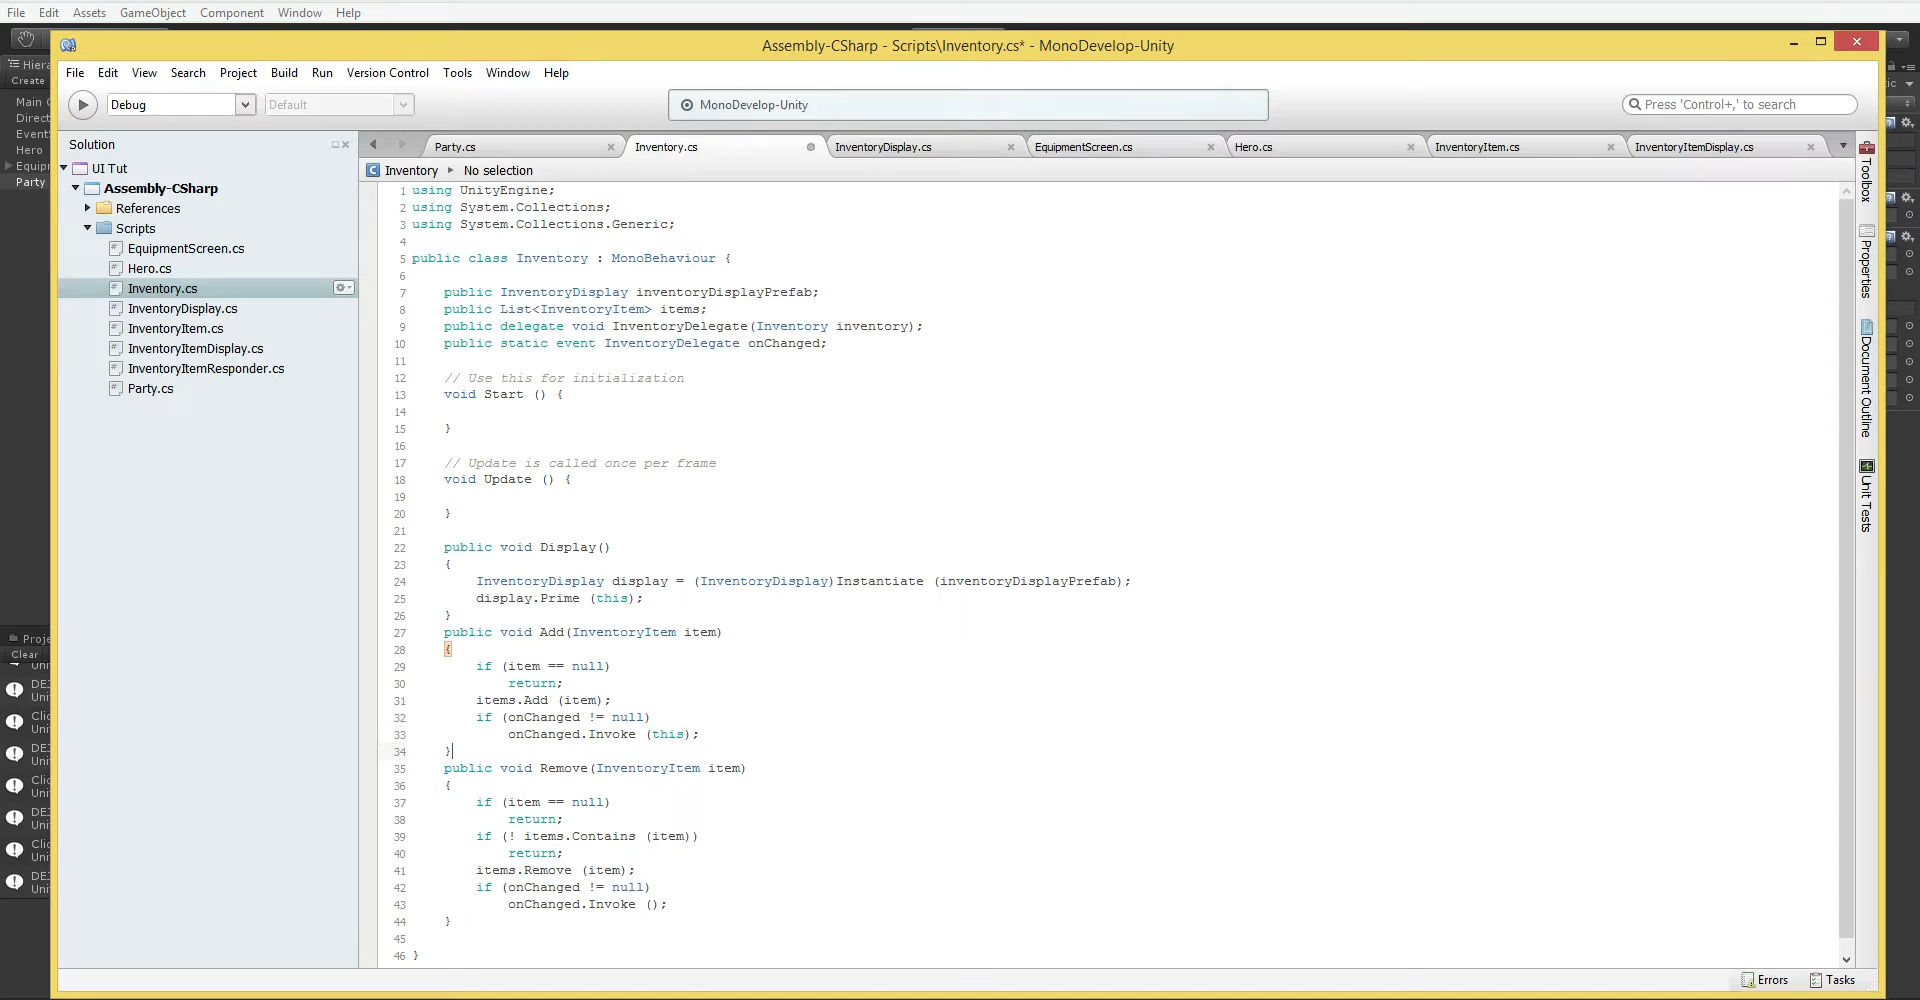 File Edit Assets GameObject Component Window Help
Assembly-CSharp - Scripts\Inventory.cs* - MonoDevelop-Unity
File Edit View Search Project Build Run Version Control Tools Window Help
Debug Default MonoDevelop-Unity Press 'Control+,' to search
Hiera
Create
Main C
Direct
Event
Hero
Equip
Party
Proje
Clear
Solution
UI Tut
Assembly-CSharp
References
Scripts
EquipmentScreen.cs
Hero.cs
Inventory.cs
InventoryDisplay.cs
InventoryItem.cs
InventoryItemDisplay.cs
InventoryItemResponder.cs
Party.cs
Party.cs Inventory.cs InventoryDisplay.cs EquipmentScreen.cs Hero.cs InventoryItem.cs InventoryItemDisplay.cs
Inventory No selection
1 using UnityEngine;
2 using System.Collections;
3 using System.Collections.Generic;
4
5 public class Inventory : MonoBehaviour {
6
7 public InventoryDisplay inventoryDisplayPrefab;
8 public List<InventoryItem> items;
9 public delegate void InventoryDelegate(Inventory inventory);
10 public static event InventoryDelegate onChanged;
11
12 // Use this for initialization
13 void Start () {
14
15 }
16
17 // Update is called once per frame
18 void Update () {
19
20 }
21
22 public void Display()
23 {
24 InventoryDisplay display = (InventoryDisplay)Instantiate (inventoryDisplayPrefab);
25 display.Prime (this);
26 }
27 public void Add(InventoryItem item)
28 {
29 if (item == null)
30 return;
31 items.Add (item);
32 if (onChanged != null)
33 onChanged.Invoke (this);
34 }
35 public void Remove(InventoryItem item)
36 {
37 if (item == null)
38 return;
39 if (! items.Contains (item))
40 return;
41 items.Remove (item);
42 if (onChanged != null)
43 onChanged.Invoke ();
44 }
45
46 }
Toolbox
Properties
Document Outline
Unit Tests
Errors Tasks